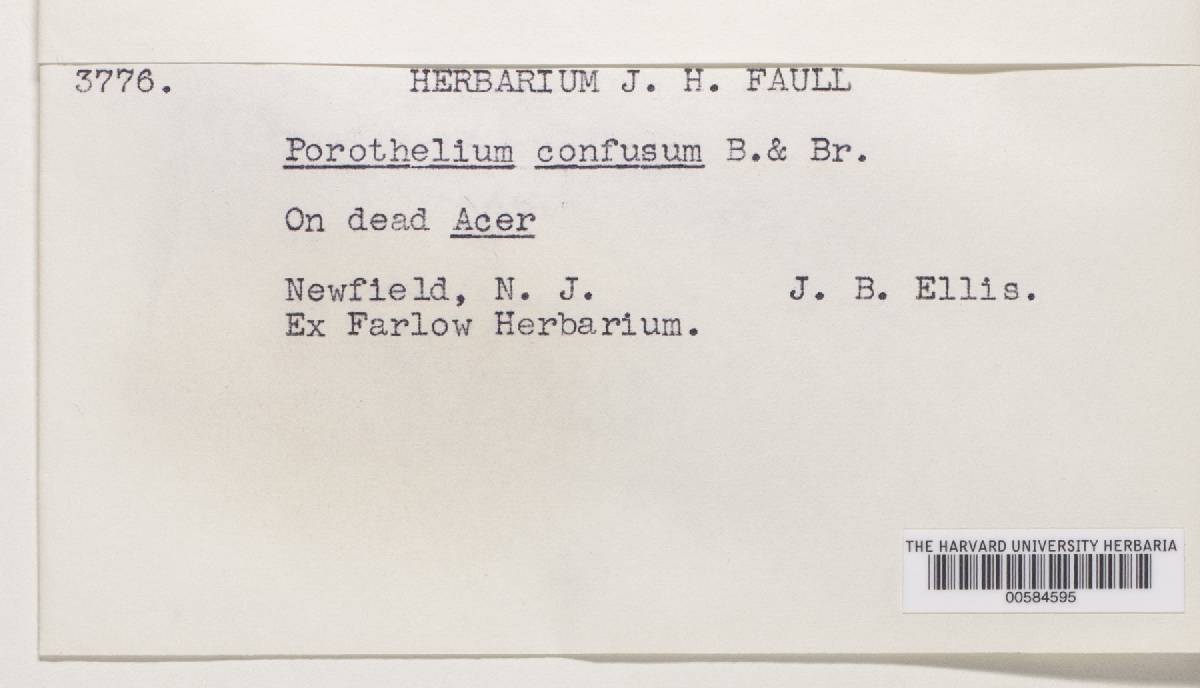 3776. HERBARIUM J. H. FAULL
Porothelium confusum B.& Br.
On dead Acer
Newfield, N. J. J. B. Ellis.
Ex Farlow Herbarium.
THE HARVARD UNIVERSITY HERBARIA
00584595